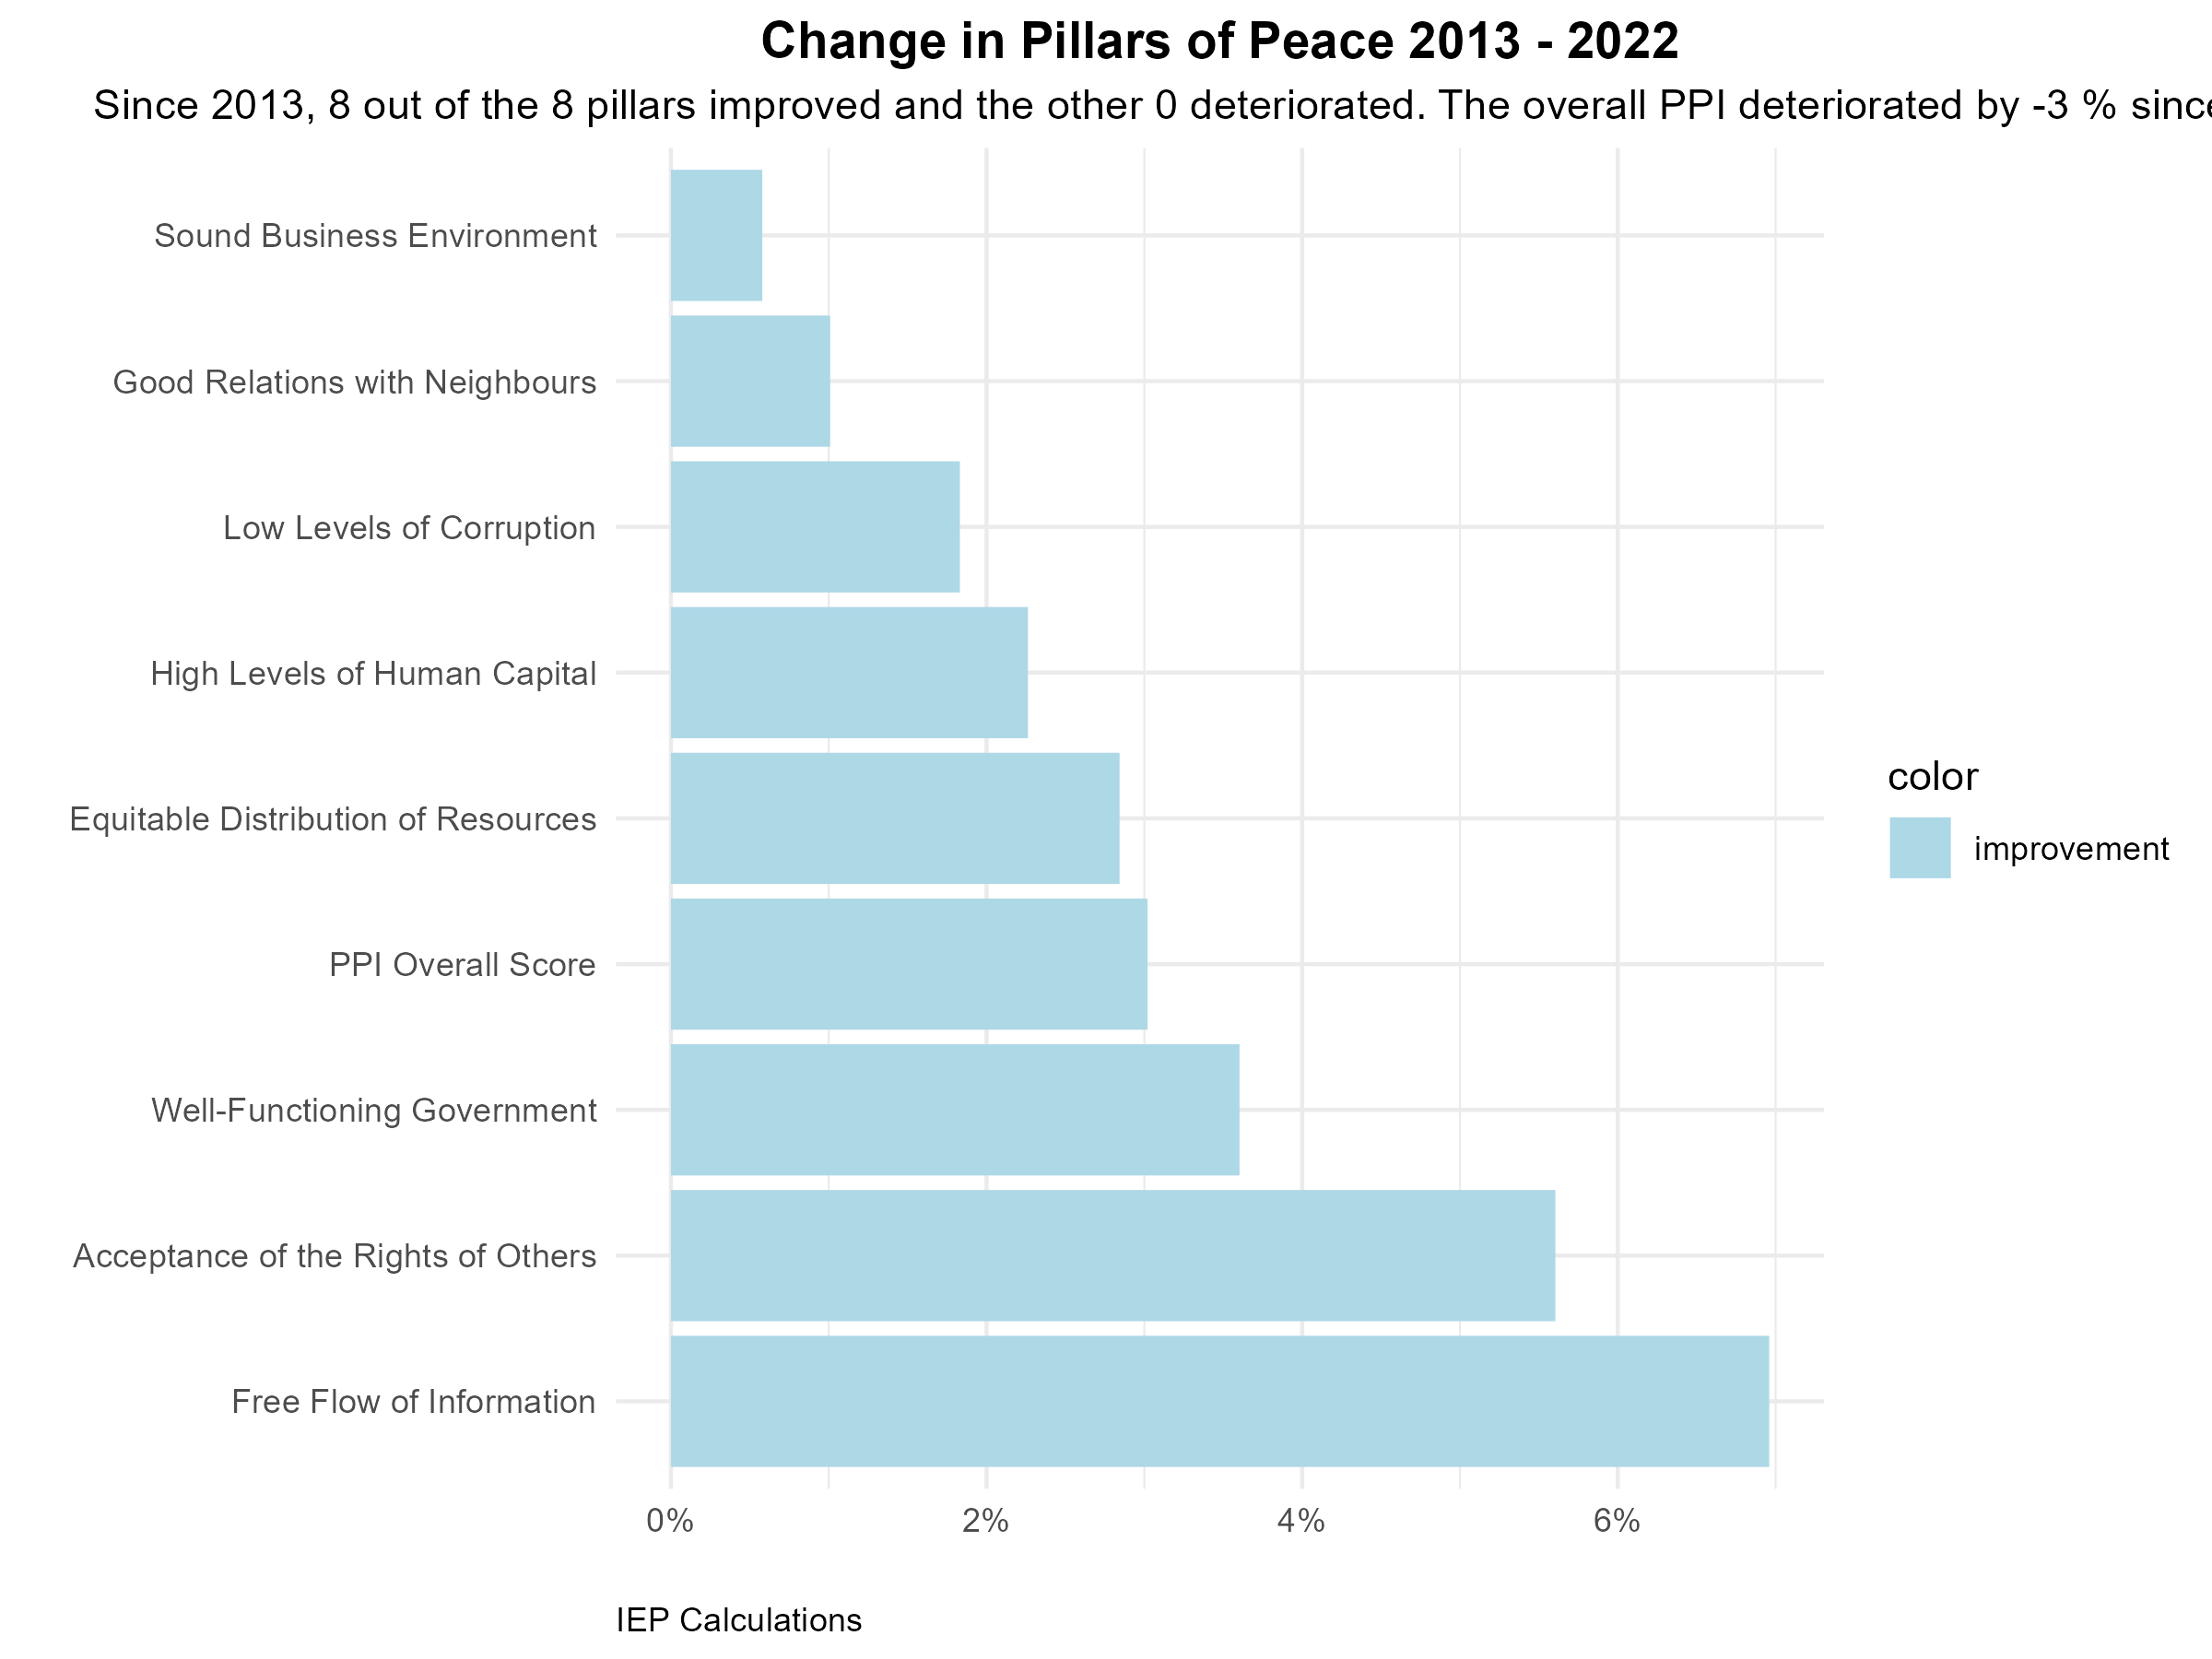 Change in Pillars of Peace 2013 - 2022
Since 2013, 8 out of the 8 pillars improved and the other 0 deteriorated. The overall PPI deteriorated by -3 % since
Sound Business Environment
Good Relations with Neighbours
Low Levels of Corruption
High Levels of Human Capital
Equitable Distribution of Resources
PPI Overall Score
Well-Functioning Government
Acceptance of the Rights of Others
Free Flow of Information
0% 2% 4% 6%
color
improvement
IEP Calculations